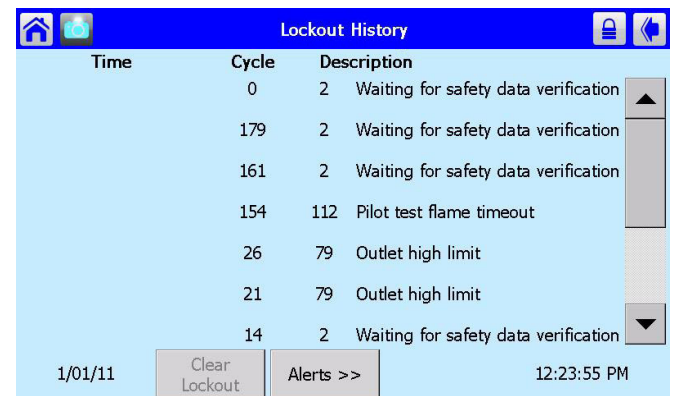 Lockout History
Time Cycle Description
0 2 Waiting for safety data verification
179 2 Waiting for safety data verification
161 2 Waiting for safety data verification
154 112 Pilot test flame timeout
26 79 Outlet high limit
21 79 Outlet high limit
14 2 Waiting for safety data verification
1/01/11 Clear Lockout Alerts >> 12:23:55 PM